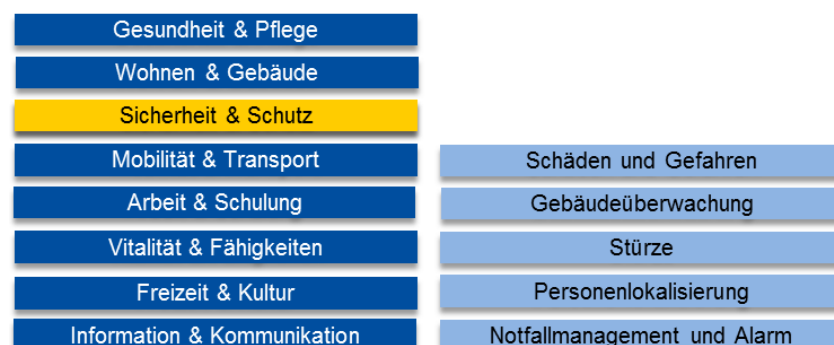 Gesundheit & Pflege
Wohnen & Gebäude
Sicherheit & Schutz
Mobilität & Transport
Arbeit & Schulung
Vitalität & Fähigkeiten
Freizeit & Kultur
Information & Kommunikation
Schäden und Gefahren
Gebäudeüberwachung
Stürze
Personenlokalisierung
Notfallmanagement und Alarm